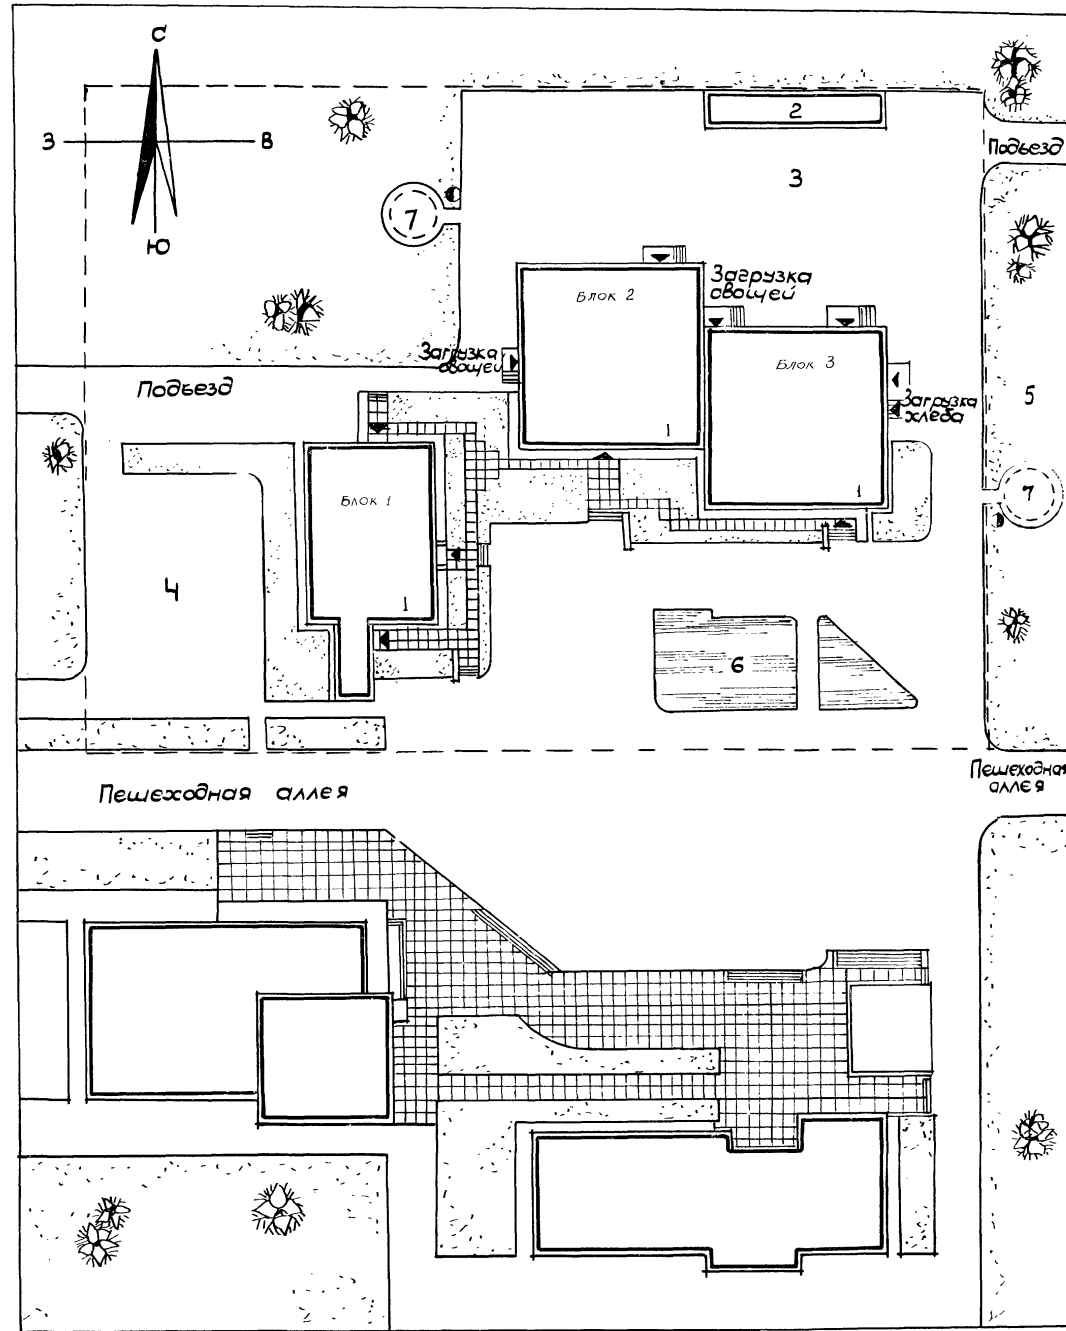 С
З
В
Ю
2
Подъезд
3
7
Загрузка
овощей
Блок 2
Блок 3
Загрузка
овощей
Подъезд
Загрузка
хлеба
5
1
1
7
Блок 1
4
1
6
Пешеходная аллея
Пешеходная
аллея